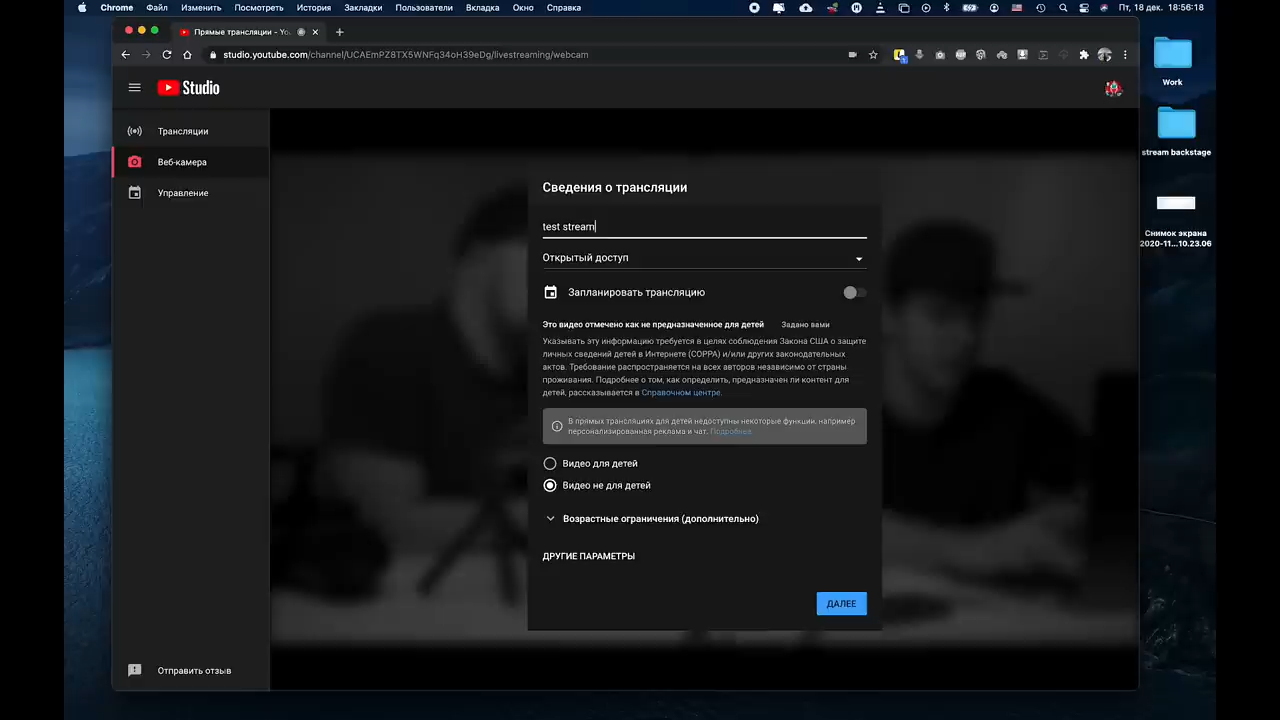 Chrome Файл Изменить Посмотреть История Закладки Пользователи Вкладка Окно Справка Пт, 18 дек. 18:56:18
Прямые трансляции - You
studio.youtube.com/channel/UCAEmPZ8TX5WNFq34oH39eDg/livestreaming/webcam
Work
Studio
Трансляции
stream backstage
Веб-камера
Сведения о трансляции
Управление
test stream
Снимок экрана
2020-11...10.23.06
Открытый доступ
Запланировать трансляцию
Это видео отмечено как не предназначенное для детей Задано вами
Указывать эту информацию требуется в целях соблюдения Закона США о защите
личных сведений детей в Интернете (COPPA) и/или других законодательных
актов. Требование распространяется на всех авторов независимо от страны
проживания. Подробнее о том, как определить, предназначен ли контент для
детей, рассказывается в Справочном центре.
В прямых трансляциях для детей недоступны некоторые функции, например
персонализированная реклама и чат. Подробнее
Видео для детей
Видео не для детей
Возрастные ограничения (дополнительно)
ДРУГИЕ ПАРАМЕТРЫ
ДАЛЕЕ
Отправить отзыв